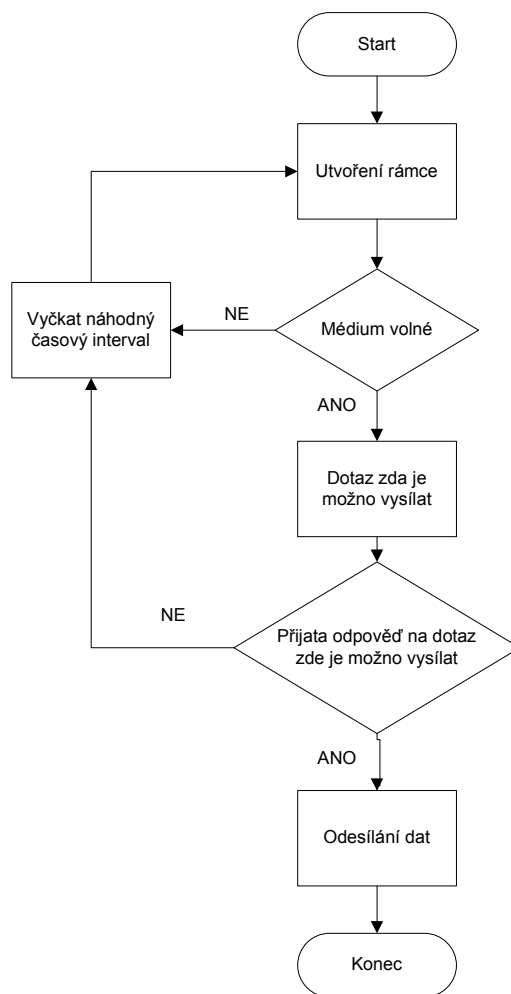 Start
Utvoření rámce
Vyčkat náhodný
časový interval
NE
Médium volné
ANO
Dotaz zda je
možno vysílat
NE
Přijata odpověď na dotaz
zde je možno vysílat
ANO
Odesílání dat
Konec